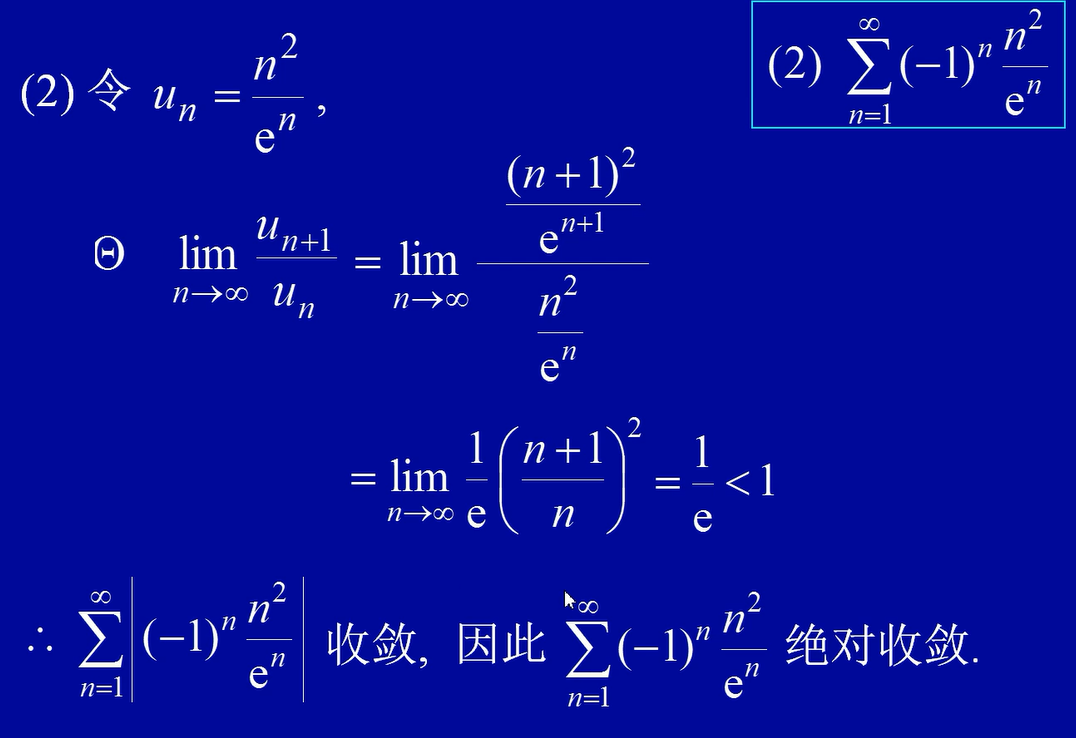 (2) 令 u_n = n²/eⁿ ,
(2) ∑_{n=1}^{∞} (−1)ⁿ n²/eⁿ
Θ lim_{n→∞} u_{n+1}/u_n = lim_{n→∞} ((n+1)²/e^{n+1})/(n²/eⁿ)
= lim_{n→∞} 1/e ((n+1)/n)² = 1/e < 1
∴ ∑_{n=1}^{∞} |(−1)ⁿ n²/eⁿ| 收敛, 因此 ∑_{n=1}^{∞} (−1)ⁿ n²/eⁿ 绝对收敛.